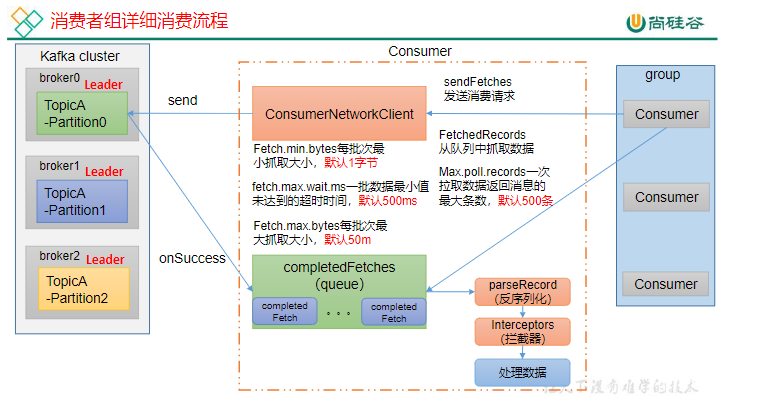 消费者组详细消费流程
尚硅谷
Kafka cluster
broker0
Leader
TopicA
-Partition0
broker1
Leader
TopicA
-Partition1
broker2
Leader
TopicA
-Partition2
send
onSuccess
Consumer
ConsumerNetworkClient
sendFetches
发送消费请求
Fetch.min.bytes每批次最
小抓取大小，默认1字节
fetch.max.wait.ms一批数据最小值
未达到的超时时间，默认500ms
Fetch.max.bytes每批次最
大抓取大小，默认50m
FetchedRecords
从队列中抓取数据
Max.poll.records一次
拉取数据返回消息的
最大条数，默认500条
completedFetches
（queue）
completed
Fetch
。。。
completed
Fetch
parseRecord
（反序列化）
Interceptors
（拦截器）
处理数据
group
Consumer
Consumer
Consumer
没有难学的技术